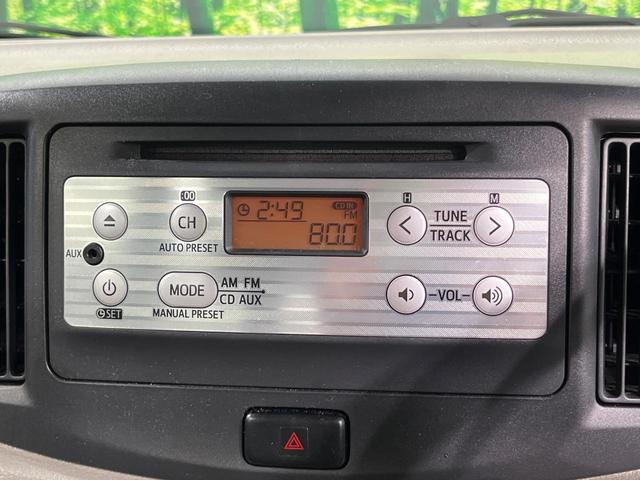 :00
H
M
2:49
CD IN
FM
80.0
CH
AUTO PRESET
TUNE
TRACK
AUX
MODE
AM FM
CD AUX
-VOL-
SET
MANUAL PRESET